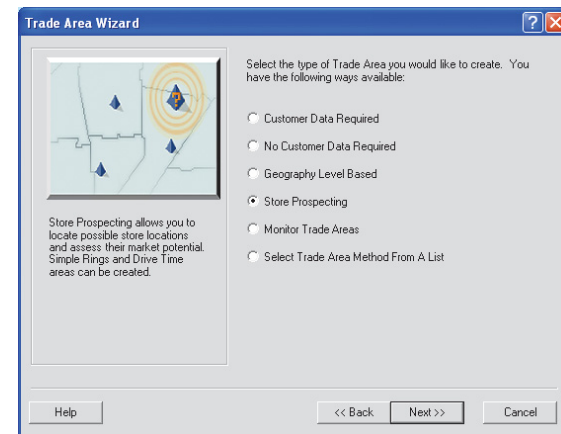 Trade Area Wizard
Select the type of Trade Area you would like to create. You
have the following ways available:
Customer Data Required
No Customer Data Required
Geography Level Based
Store Prospecting
Monitor Trade Areas
Select Trade Area Method From A List
Store Prospecting allows you to
locate possible store locations
and assess their market potential.
Simple Rings and Drive Time
areas can be created.
Help
<< Back
Next >>
Cancel